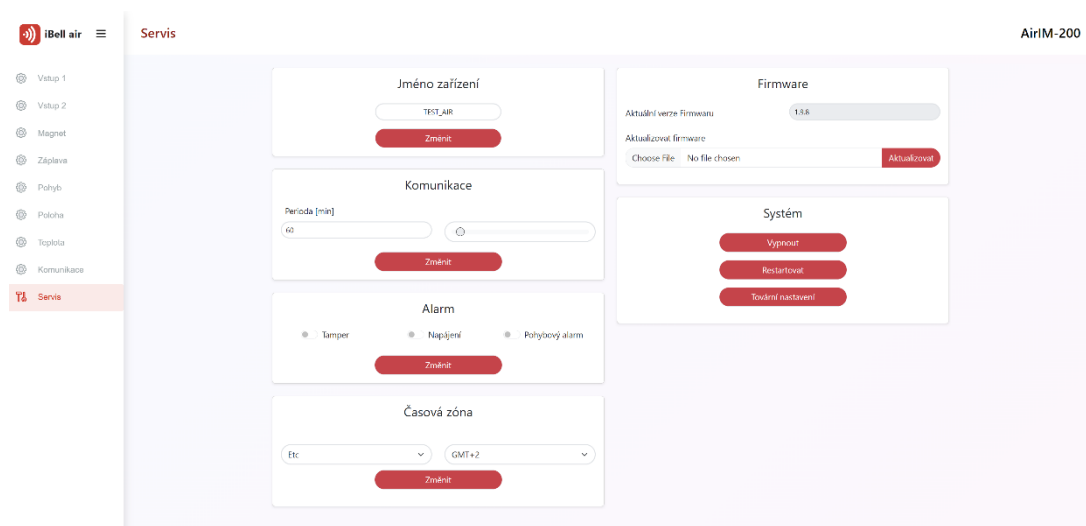 iBell air
Servis
AirIM-200
Vstup 1
Vstup 2
Magnet
Záplava
Pohyb
Poloha
Teplota
Komunikace
Servis
Jméno zařízení
TEST_AIR
Změnit
Komunikace
Perioda [min]
60
Změnit
Alarm
Tamper
Napájení
Pohybový alarm
Změnit
Časová zóna
Etc
GMT+2
Změnit
Firmware
Aktuální verze Firmwaru
1.9.6
Aktualizovat firmware
Choose File No file chosen
Aktualizovat
Systém
Vypnout
Restartovat
Tovární nastavení